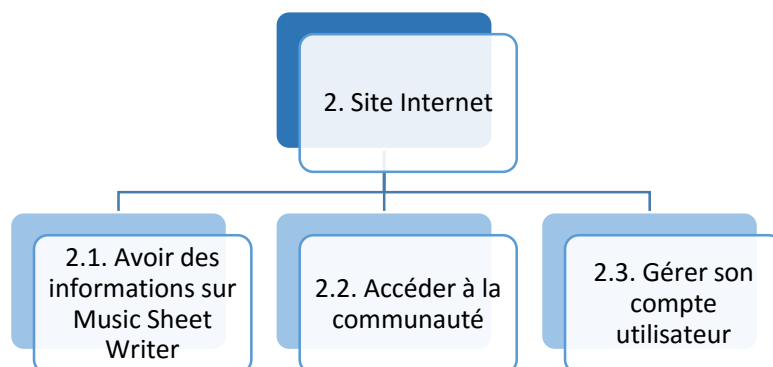 2. Site Internet
2.1. Avoir des
informations sur
Music Sheet
Writer
2.2. Accéder à la
communauté
2.3. Gérer son
compte
utilisateur